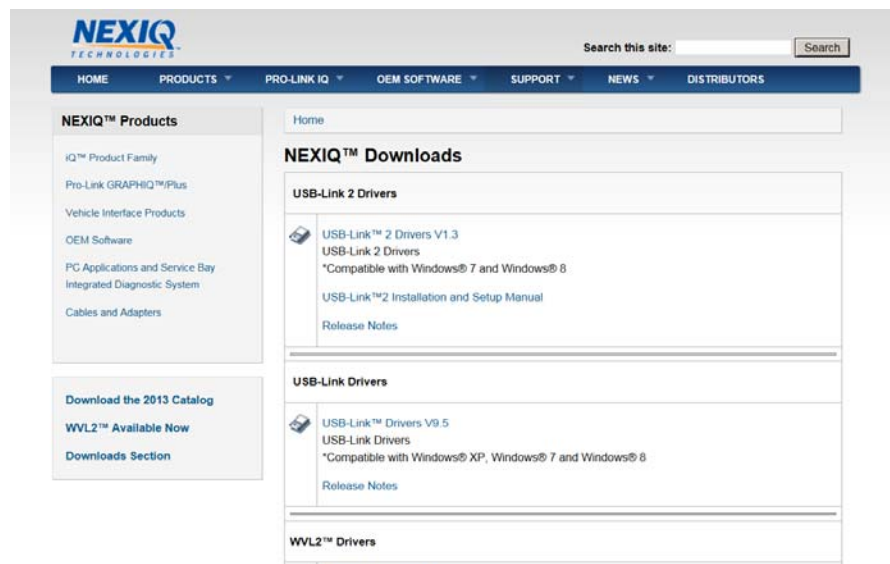 NEXIQ
TECHNOLOGIES
Search this site:
Search
HOME PRODUCTS PRO-LINK IQ OEM SOFTWARE SUPPORT NEWS DISTRIBUTORS
NEXIQ™ Products
iQ™ Product Family
Pro-Link GRAPHIQ™/Plus
Vehicle Interface Products
OEM Software
PC Applications and Service Bay
Integrated Diagnostic System
Cables and Adapters
Download the 2013 Catalog
WVL2™ Available Now
Downloads Section
Home
NEXIQ™ Downloads
USB-Link 2 Drivers
USB-Link™ 2 Drivers V1.3
USB-Link 2 Drivers
*Compatible with Windows® 7 and Windows® 8
USB-Link™2 Installation and Setup Manual
Release Notes
USB-Link Drivers
USB-Link™ Drivers V9.5
USB-Link Drivers
*Compatible with Windows® XP, Windows® 7 and Windows® 8
Release Notes
WVL2™ Drivers